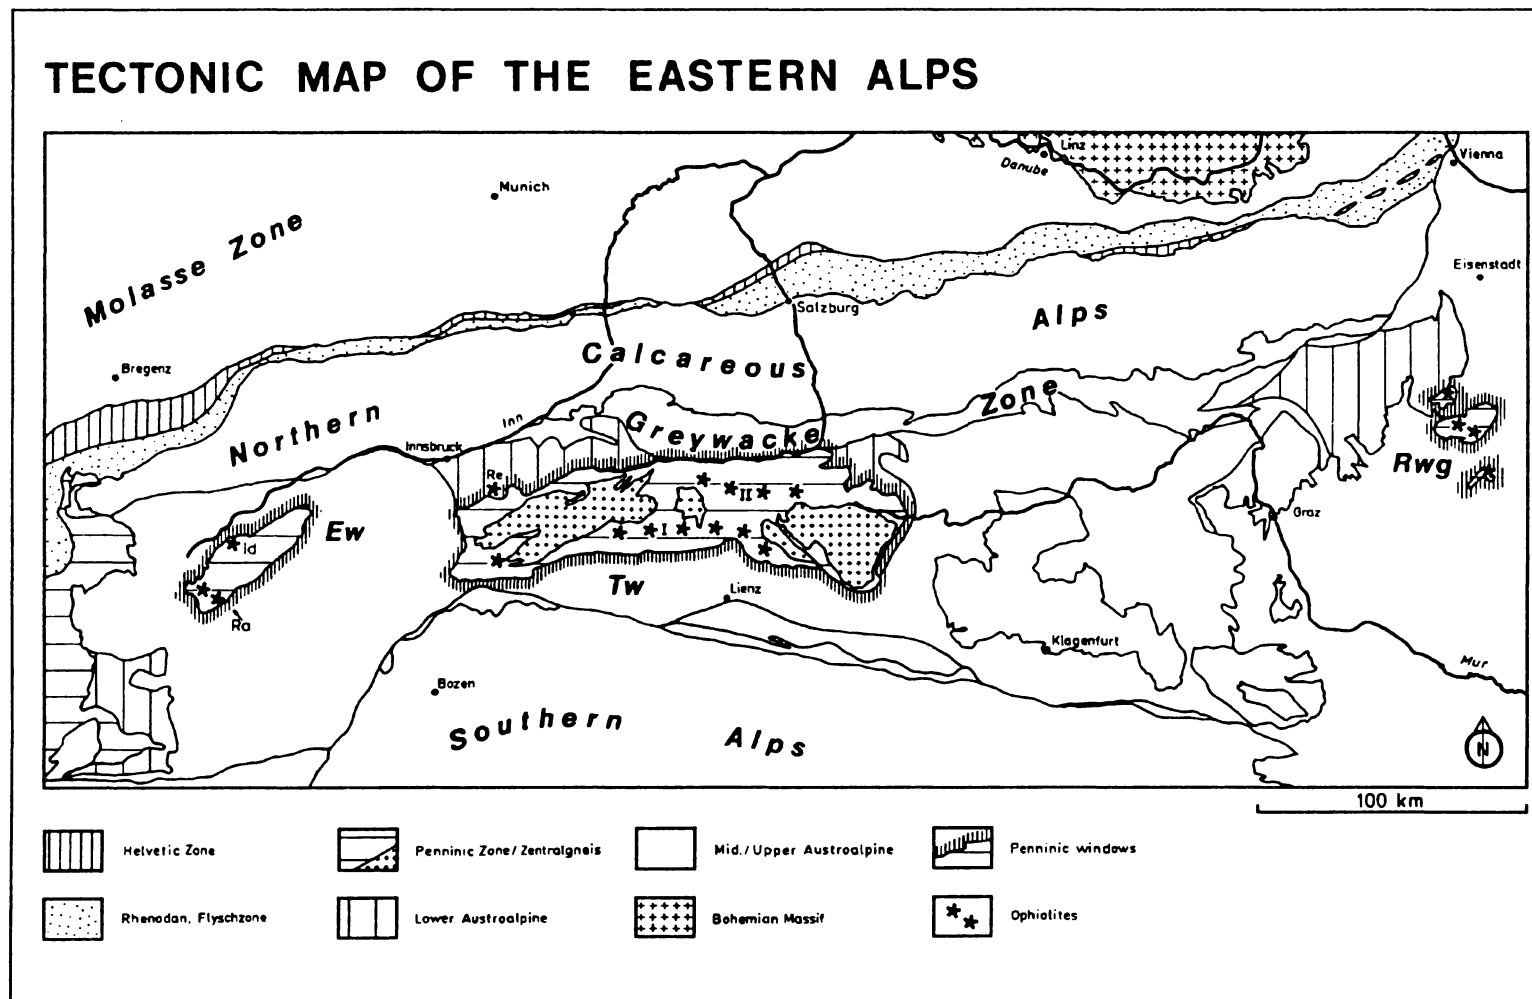 TECTONIC MAP OF THE EASTERN ALPS
Linz
Danube
Vienna
Munich
Molasse Zone
Eisenstadt
Salzburg
Alps
Calcareous
Bregenz
Zone
Northern
Inn
Greywacke
Innsbruck
Rwg
Re
II
Graz
Ew
I
Id
Tw
Lienz
Ra
Klagenfurt
Mur
Bozen
Southern Alps
N
100 km
Helvetic Zone
Penninic Zone/Zentralgneis
Mid./Upper Austroalpine
Penninic windows
Rhenodan. Flyschzone
Lower Austroalpine
Bohemian Massif
Ophiolites